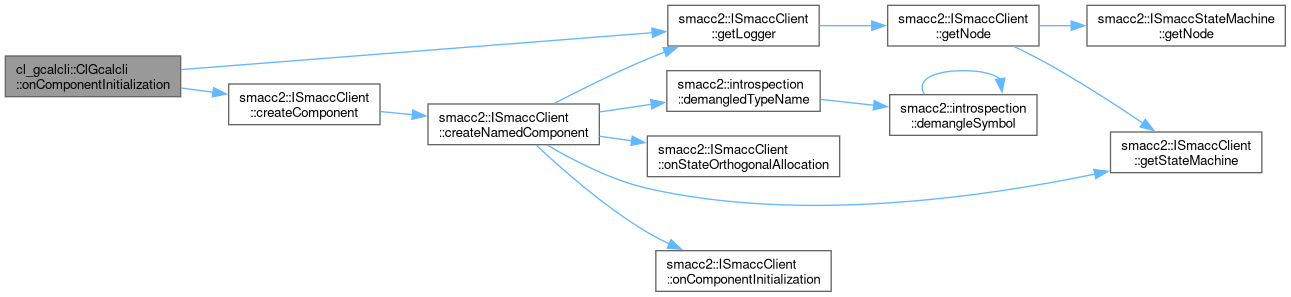 cl_gcalcli::ClGcalcli
::onComponentInitialization
smacc2::ISmaccClient
::createComponent
smacc2::ISmaccClient
::createNamedComponent
smacc2::ISmaccClient
::getLogger
smacc2::introspection
::demangledTypeName
smacc2::ISmaccClient
::onStateOrthogonalAllocation
smacc2::ISmaccClient
::onComponentInitialization
smacc2::ISmaccClient
::getNode
smacc2::introspection
::demangleSymbol
smacc2::ISmaccStateMachine
::getNode
smacc2::ISmaccClient
::getStateMachine